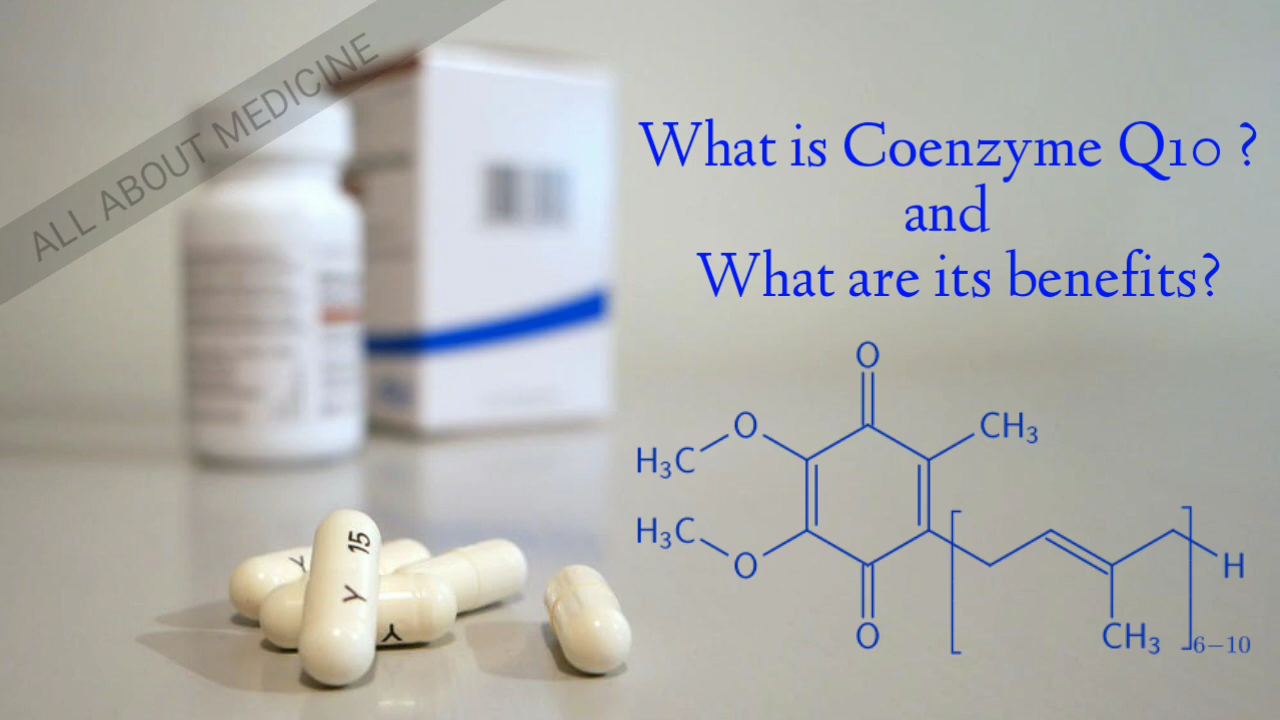 ALL ABOUT MEDICINE
What is Coenzyme Q10 ?
and
What are its benefits?
O
O
CH₃
H₃C
H₃C
O
H
O
CH₃
6–10
15
Y
Y
Y